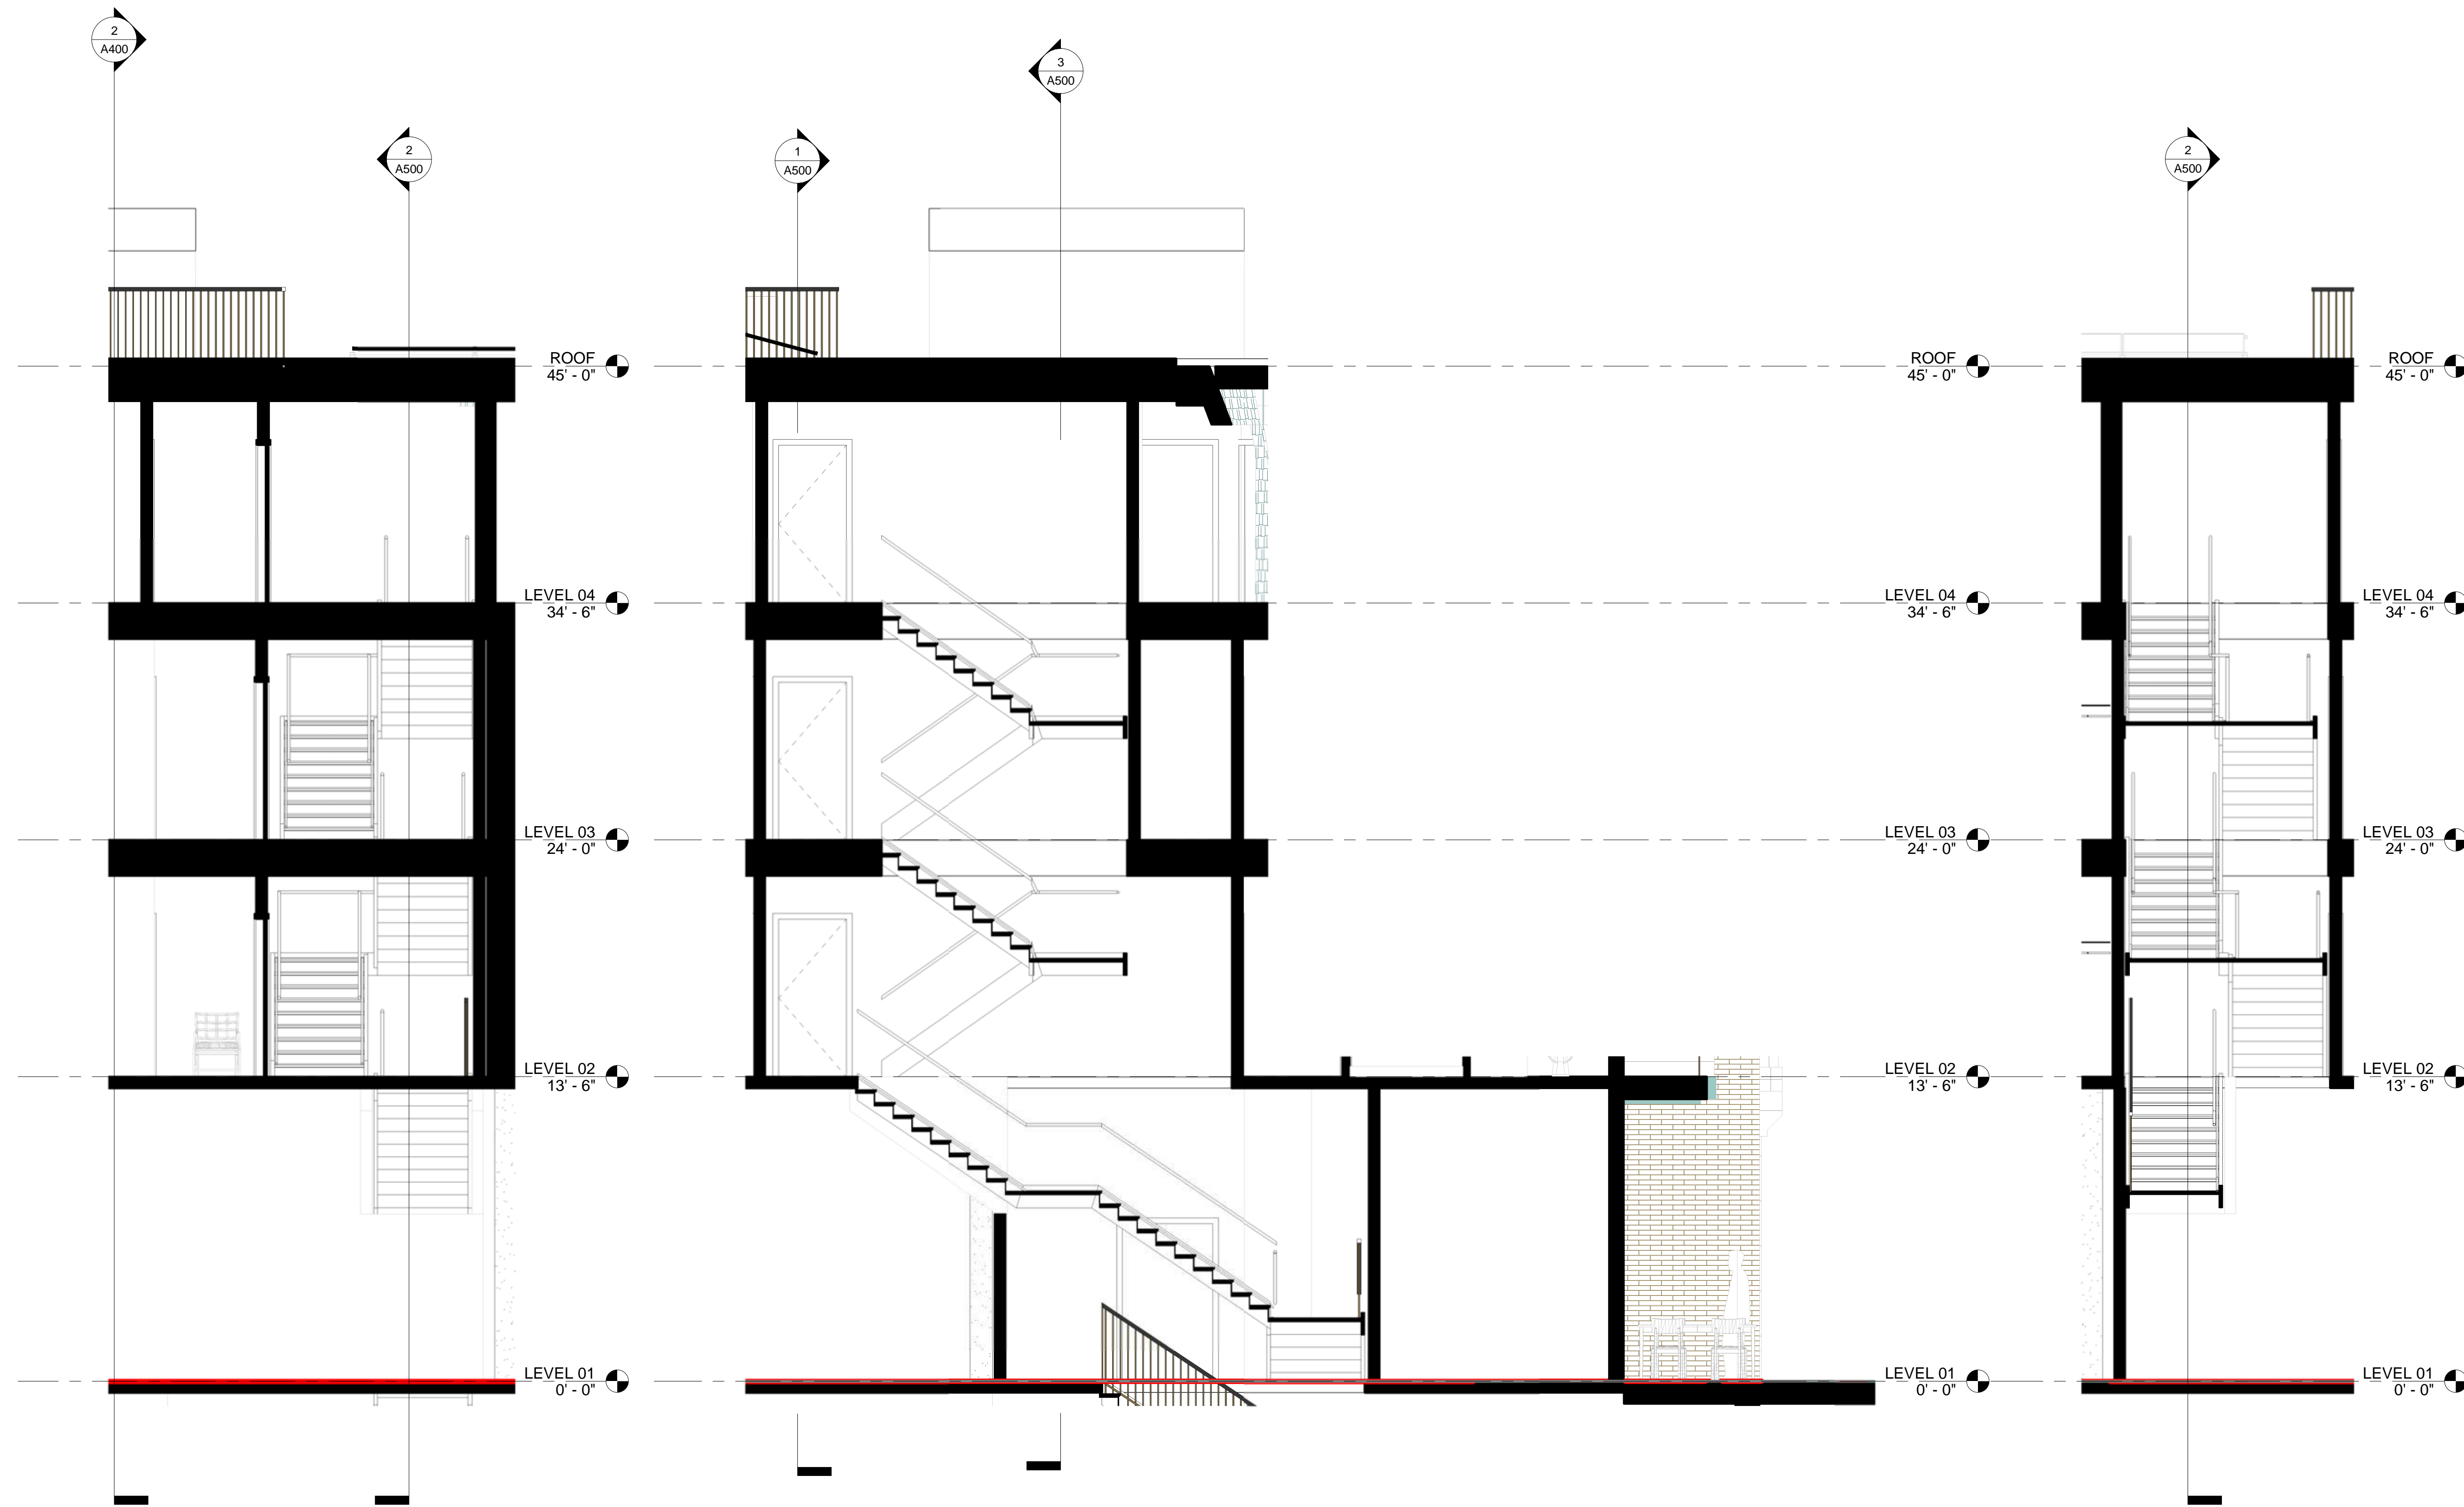 2
A400
3
A500
2
A500
1
A500
2
A500
ROOF
45' - 0"
ROOF
45' - 0"
ROOF
45' - 0"
LEVEL 04
34' - 6"
LEVEL 04
34' - 6"
LEVEL 04
34' - 6"
LEVEL 03
24' - 0"
LEVEL 03
24' - 0"
LEVEL 03
24' - 0"
LEVEL 02
13' - 6"
LEVEL 02
13' - 6"
LEVEL 02
13' - 6"
LEVEL 01
0' - 0"
LEVEL 01
0' - 0"
LEVEL 01
0' - 0"